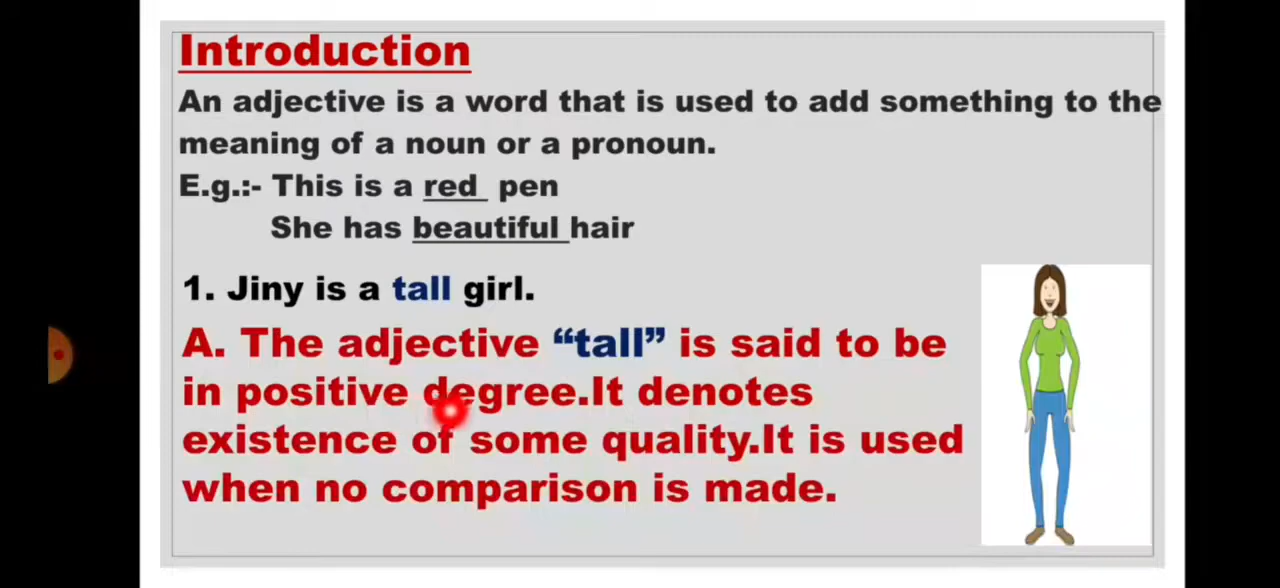 Introduction
An adjective is a word that is used to add something to the
meaning of a noun or a pronoun.
E.g.:- This is a red pen
She has beautiful hair
1. Jiny is a tall girl.
A. The adjective “tall” is said to be
in positive degree.It denotes
existence of some quality.It is used
when no comparison is made.